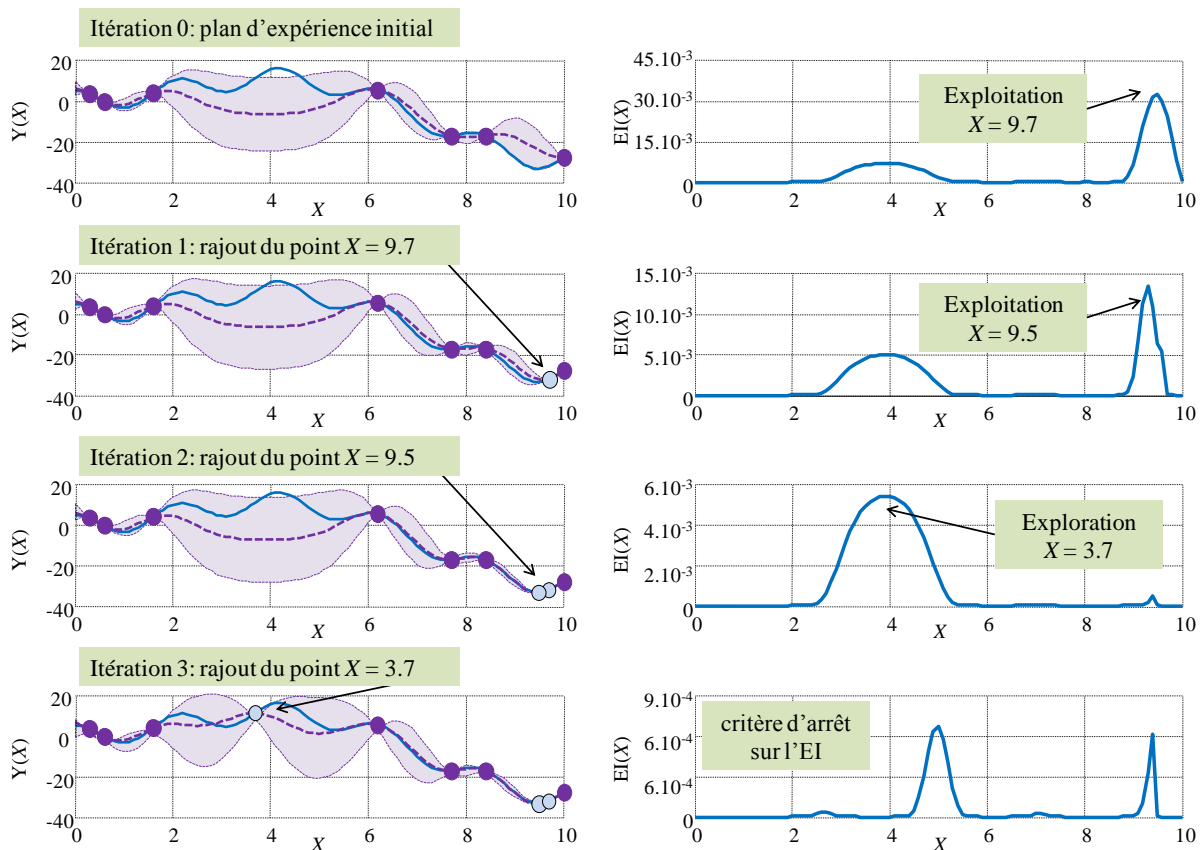 Itération 0: plan d'expérience initial
20
0
-20
-40
Y(X)
0 2 4 6 8 10
X
45.10-3
30.10-3
15.10-3
0
EI(X)
Exploitation
X = 9.7
0 2 4 6 8 10
X
Itération 1: rajout du point X = 9.7
20
0
-20
-40
Y(X)
0 2 4 6 8 10
X
15.10-3
10.10-3
5.10-3
0
EI(X)
Exploitation
X = 9.5
0 2 4 6 8 10
X
Itération 2: rajout du point X = 9.5
20
0
-20
-40
Y(X)
0 2 4 6 8 10
X
6.10-3
4.10-3
2.10-3
0
EI(X)
Exploration
X = 3.7
0 2 4 6 8 10
X
Itération 3: rajout du point X = 3.7
20
0
-20
-40
Y(X)
0 2 4 6 8 10
X
9.10-4
6.10-4
6.10-4
0
EI(X)
critère d'arrêt
sur l'EI
0 2 4 6 8 10
X